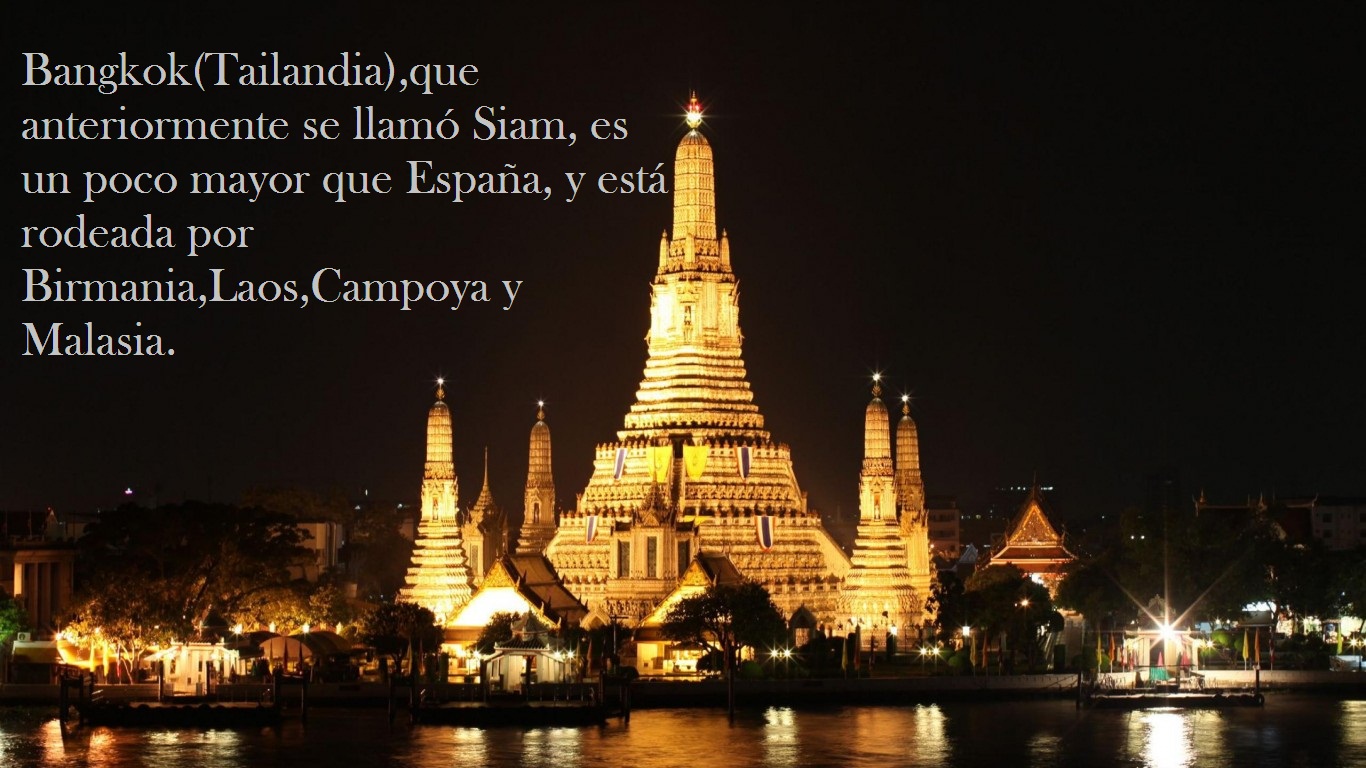 Bangkok(Tailandia),que
anteriormente se llamó Siam, es
un poco mayor que España, y está
rodeada por
Birmania,Laos,Campoya y
Malasia.